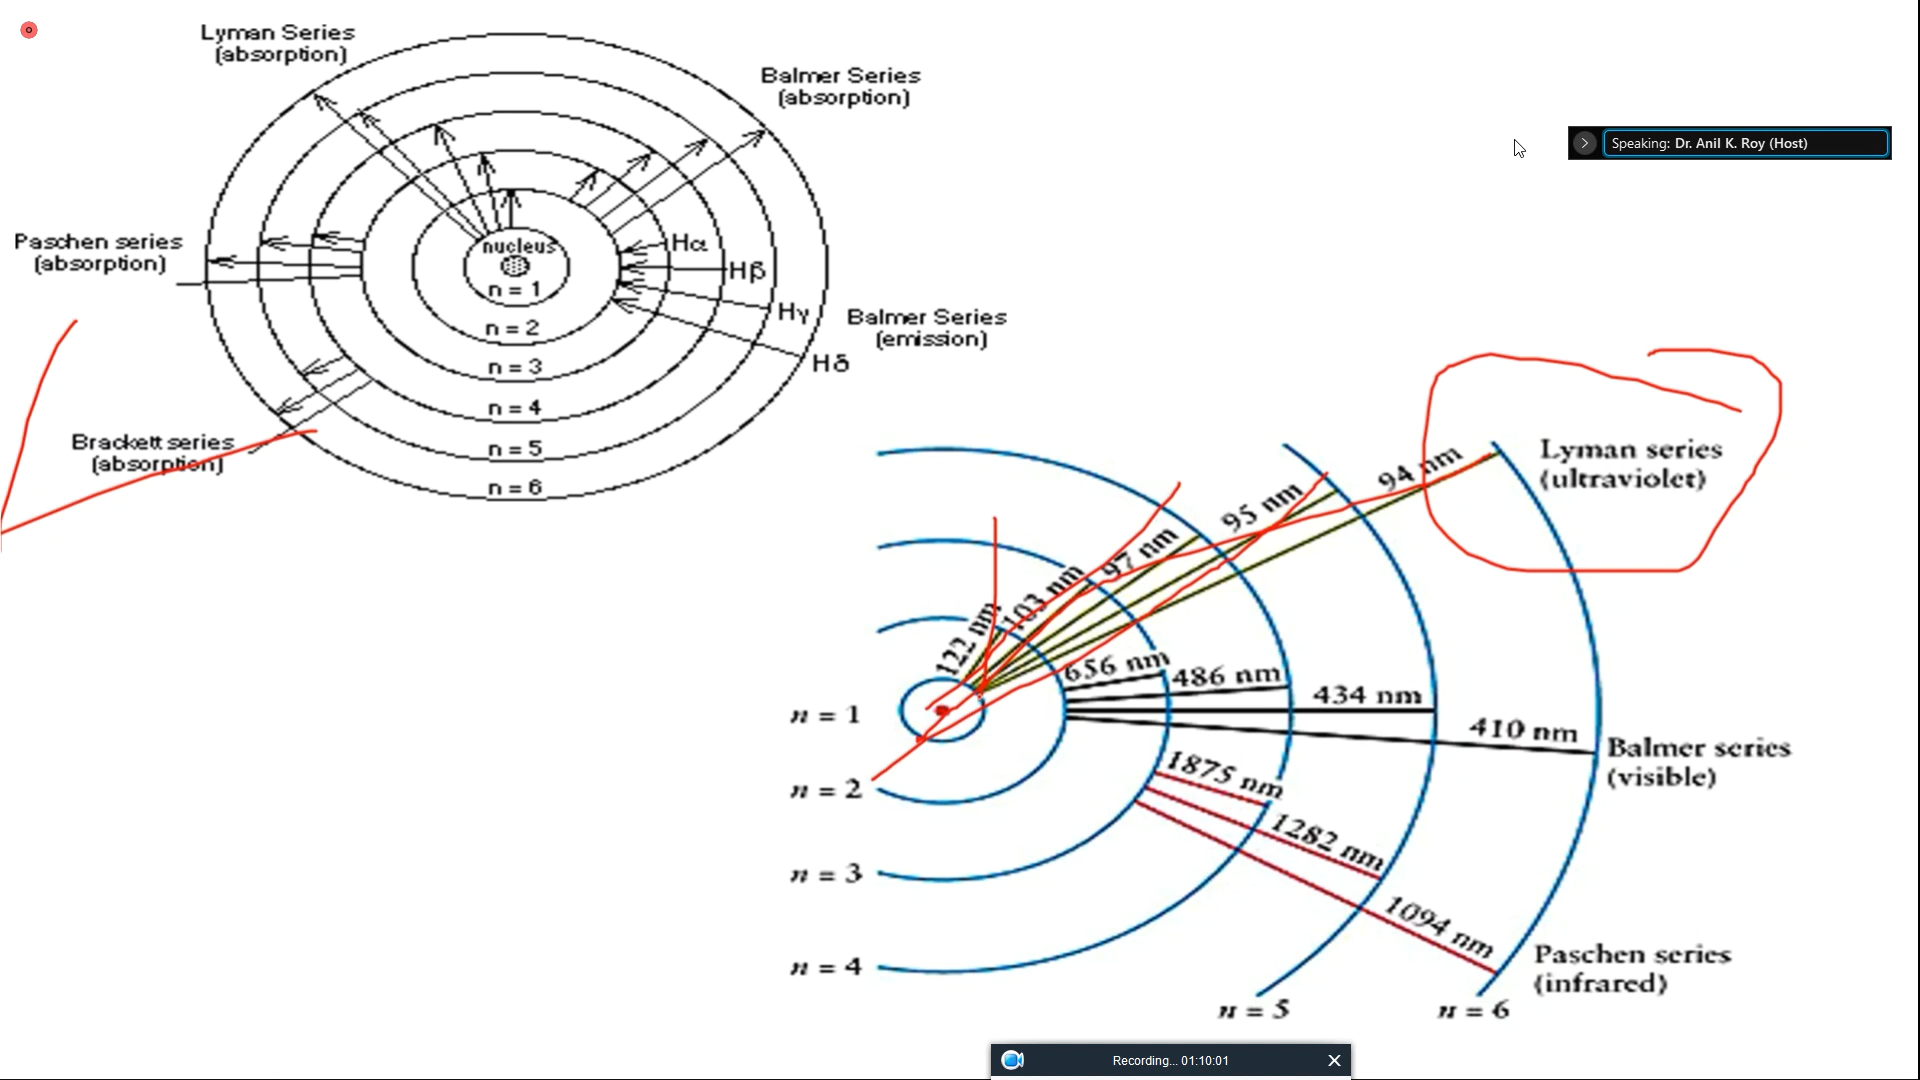 Lyman Series
(absorption)
Balmer Series
(absorption)
Speaking: Dr. Anil K. Roy (Host)
Paschen series
(absorption)
nucleus
n = 1
n = 2
n = 3
n = 4
n = 5
n = 6
Hα
Hβ
Hγ
Hδ
Balmer Series
(emission)
Brackett series
(absorption)
Lyman series
(ultraviolet)
94 nm
95 nm
97 nm
103 nm
122 nm
656 nm
486 nm
434 nm
410 nm
Balmer series
(visible)
1875 nm
1282 nm
1094 nm
Paschen series
(infrared)
n = 1
n = 2
n = 3
n = 4
n = 5
n = 6
Recording... 01:10:01